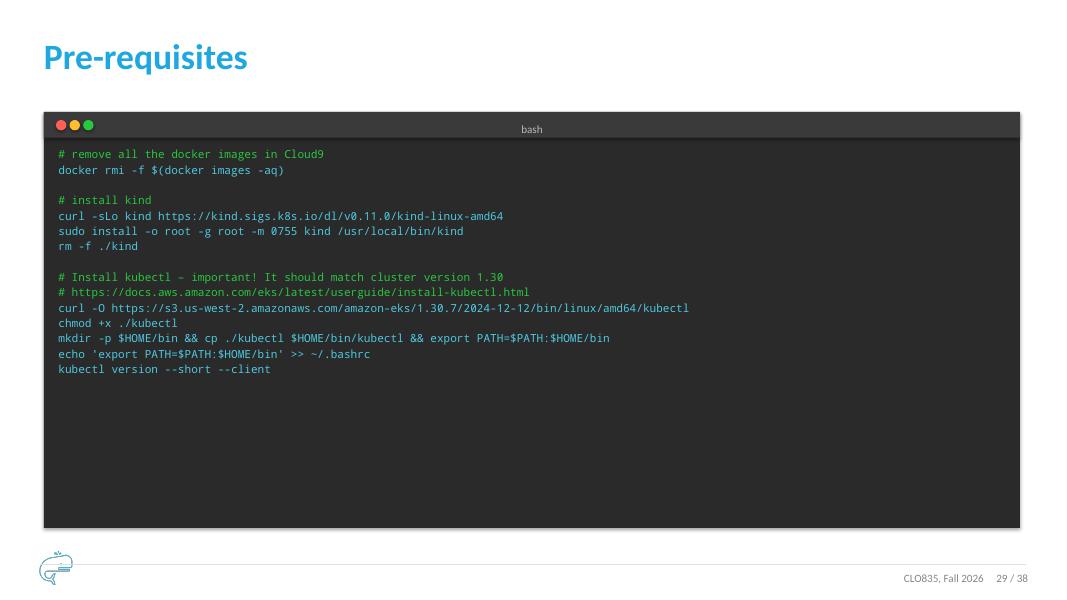 Pre-requisites
bash
# remove all the docker images in Cloud9
docker rmi -f $(docker images -aq)
# install kind
curl -sLo kind https://kind.sigs.k8s.io/dl/v0.11.0/kind-linux-amd64
sudo install -o root -g root -m 0755 kind /usr/local/bin/kind
rm -f ./kind
# Install kubectl – important! It should match cluster version 1.30
# https://docs.aws.amazon.com/eks/latest/userguide/install-kubectl.html
curl -O https://s3.us-west-2.amazonaws.com/amazon-eks/1.30.7/2024-12-12/bin/linux/amd64/kubectl
chmod +x ./kubectl
mkdir -p $HOME/bin && cp ./kubectl $HOME/bin/kubectl && export PATH=$PATH:$HOME/bin
echo 'export PATH=$PATH:$HOME/bin' >> ~/.bashrc
kubectl version --short --client
CLO835, Fall 2026 29 / 38